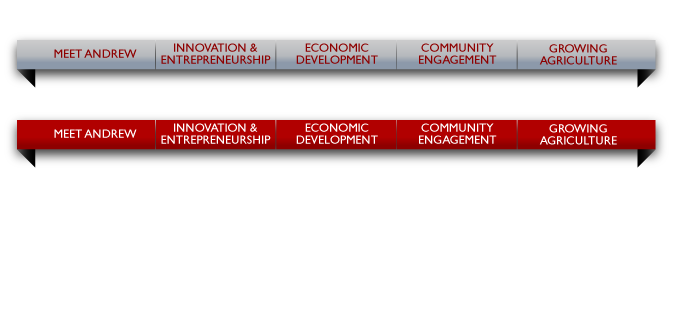 MEET ANDREW
INNOVATION &
ENTREPRENEURSHIP
ECONOMIC
DEVELOPMENT
COMMUNITY
ENGAGEMENT
GROWING
AGRICULTURE
MEET ANDREW
INNOVATION &
ENTREPRENEURSHIP
ECONOMIC
DEVELOPMENT
COMMUNITY
ENGAGEMENT
GROWING
AGRICULTURE